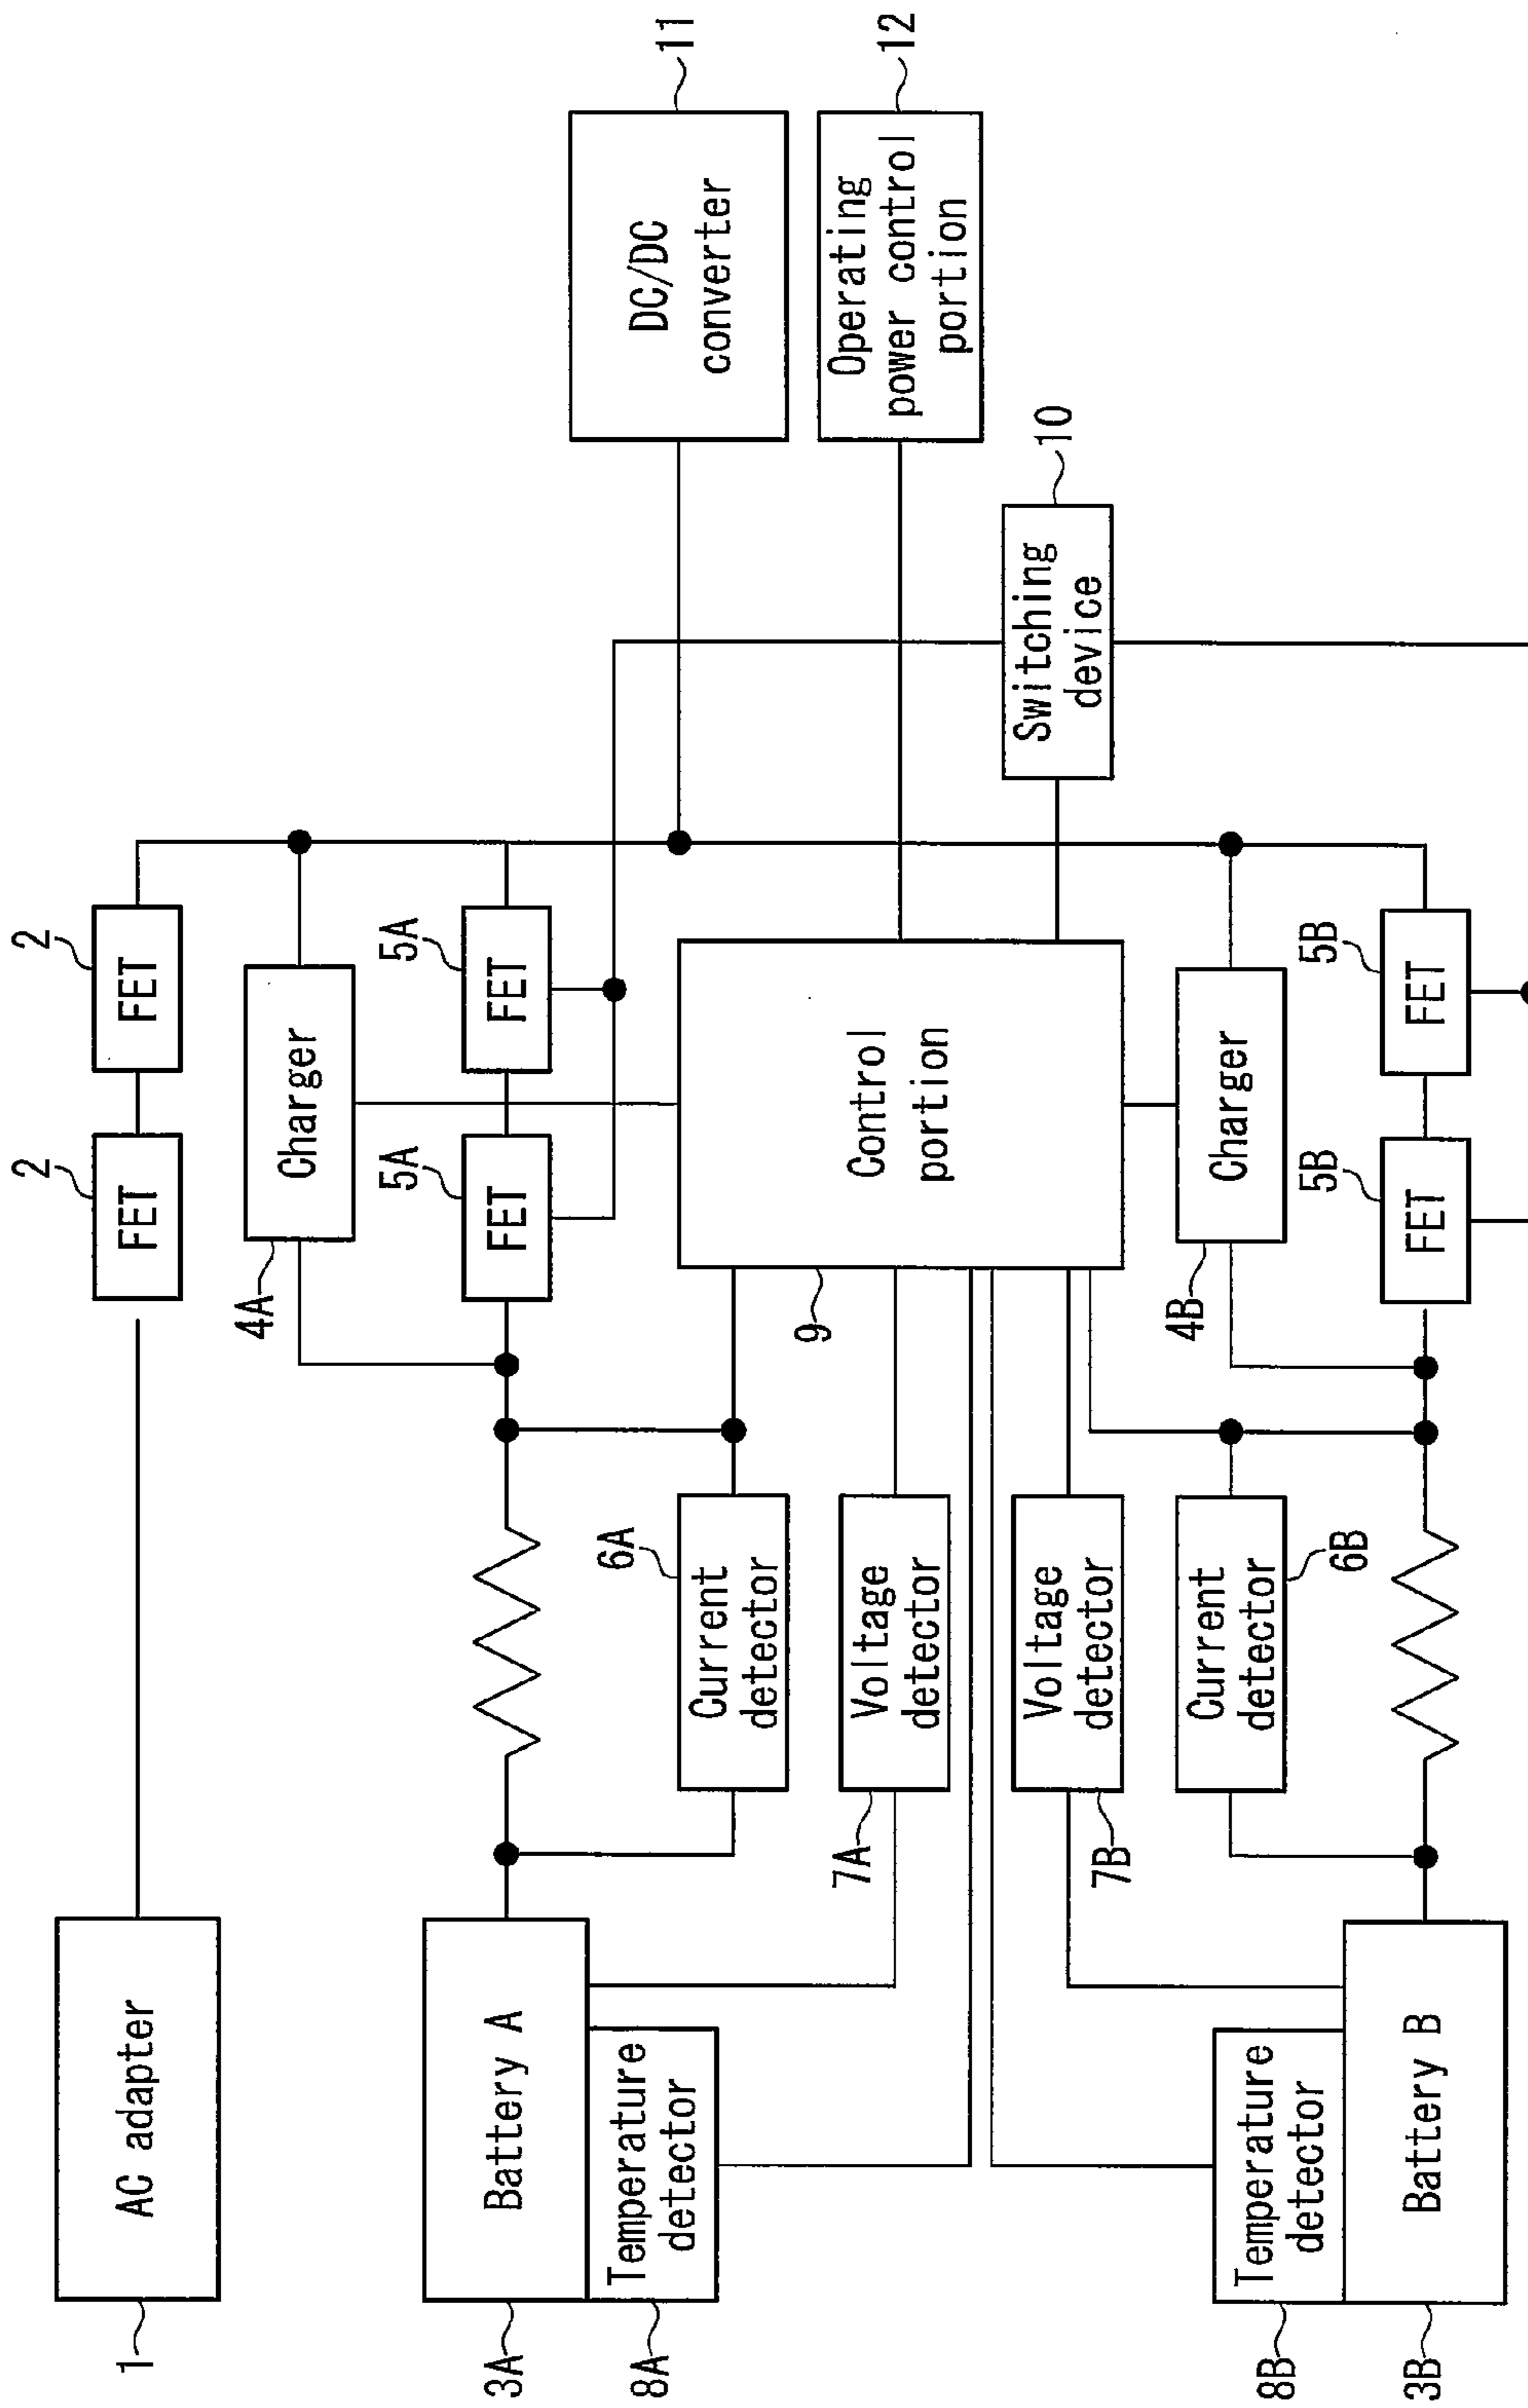 1
AC adapter
2
FET
2
FET
4A
Charger
3A
Battery A
8A
Temperature
detector
5A
FET
5A
FET
6A
Current
detector
7A
Voltage
detector
9
Control
portion
DC/DC
converter
11
Operating
power control
portion
12
Switching
device
10
7B
Voltage
detector
6B
Current
detector
4B
Charger
8B
Temperature
detector
3B
Battery B
5B
FET
5B
FET